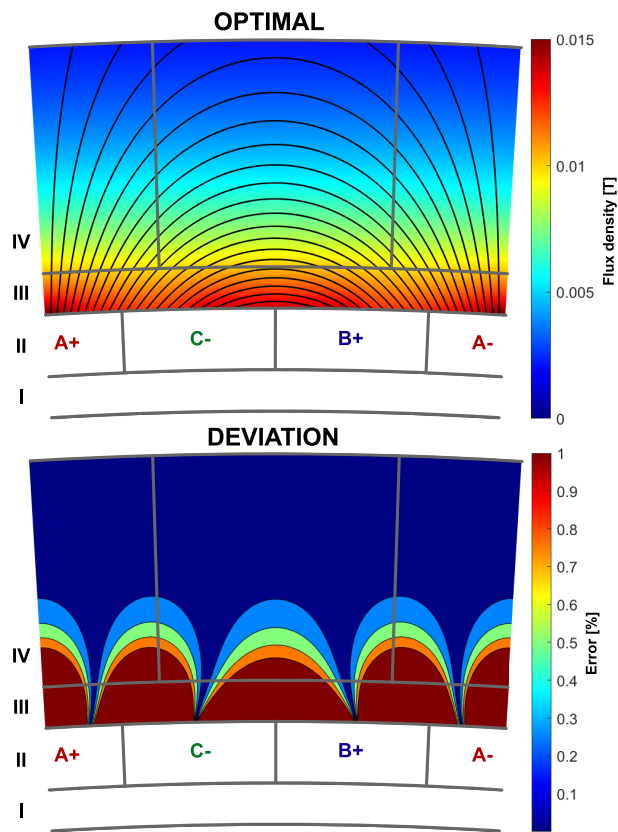 OPTIMAL
0.015
0.01
0.005
0
Flux density [T]
IV
III
II
I
A+ C- B+ A-
DEVIATION
1
0.9
0.8
0.7
0.6
0.5
0.4
0.3
0.2
0.1
Error [%]
IV
III
II
I
A+ C- B+ A-